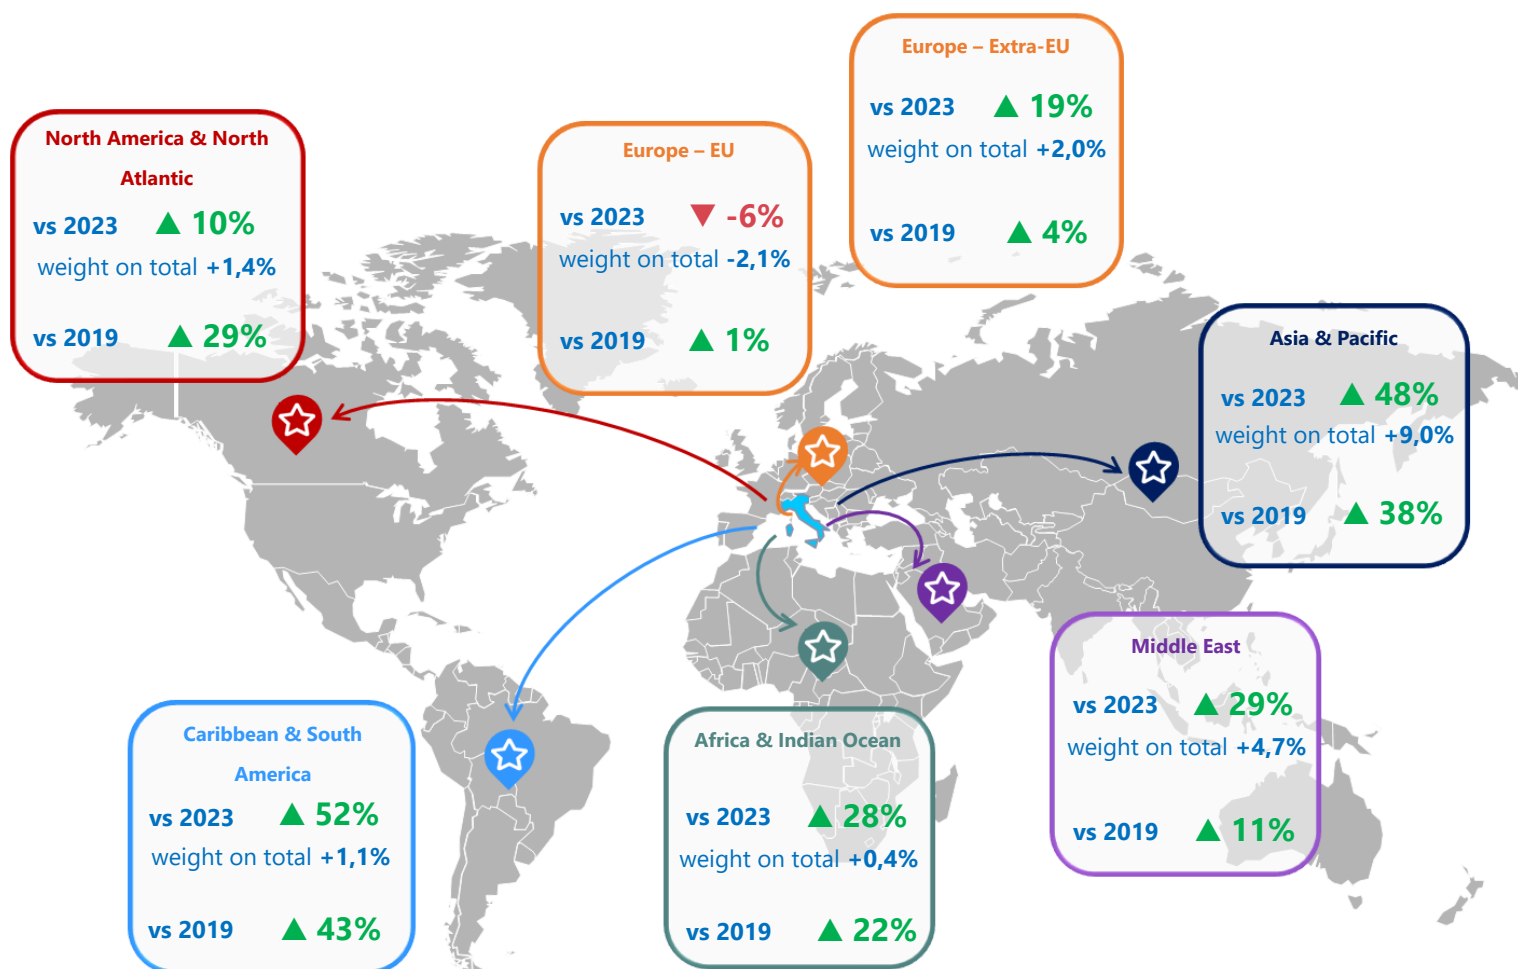 Europe – Extra-EU
vs 2023 ▲ 19%
weight on total +2,0%
vs 2019 ▲ 4%
North America & North
Atlantic
vs 2023 ▲ 10%
weight on total +1,4%
vs 2019 ▲ 29%
Europe – EU
vs 2023 ▼ -6%
weight on total -2,1%
vs 2019 ▲ 1%
Asia & Pacific
vs 2023 ▲ 48%
weight on total +9,0%
vs 2019 ▲ 38%
Middle East
vs 2023 ▲ 29%
weight on total +4,7%
vs 2019 ▲ 11%
Caribbean & South
America
vs 2023 ▲ 52%
weight on total +1,1%
vs 2019 ▲ 43%
Africa & Indian Ocean
vs 2023 ▲ 28%
weight on total +0,4%
vs 2019 ▲ 22%